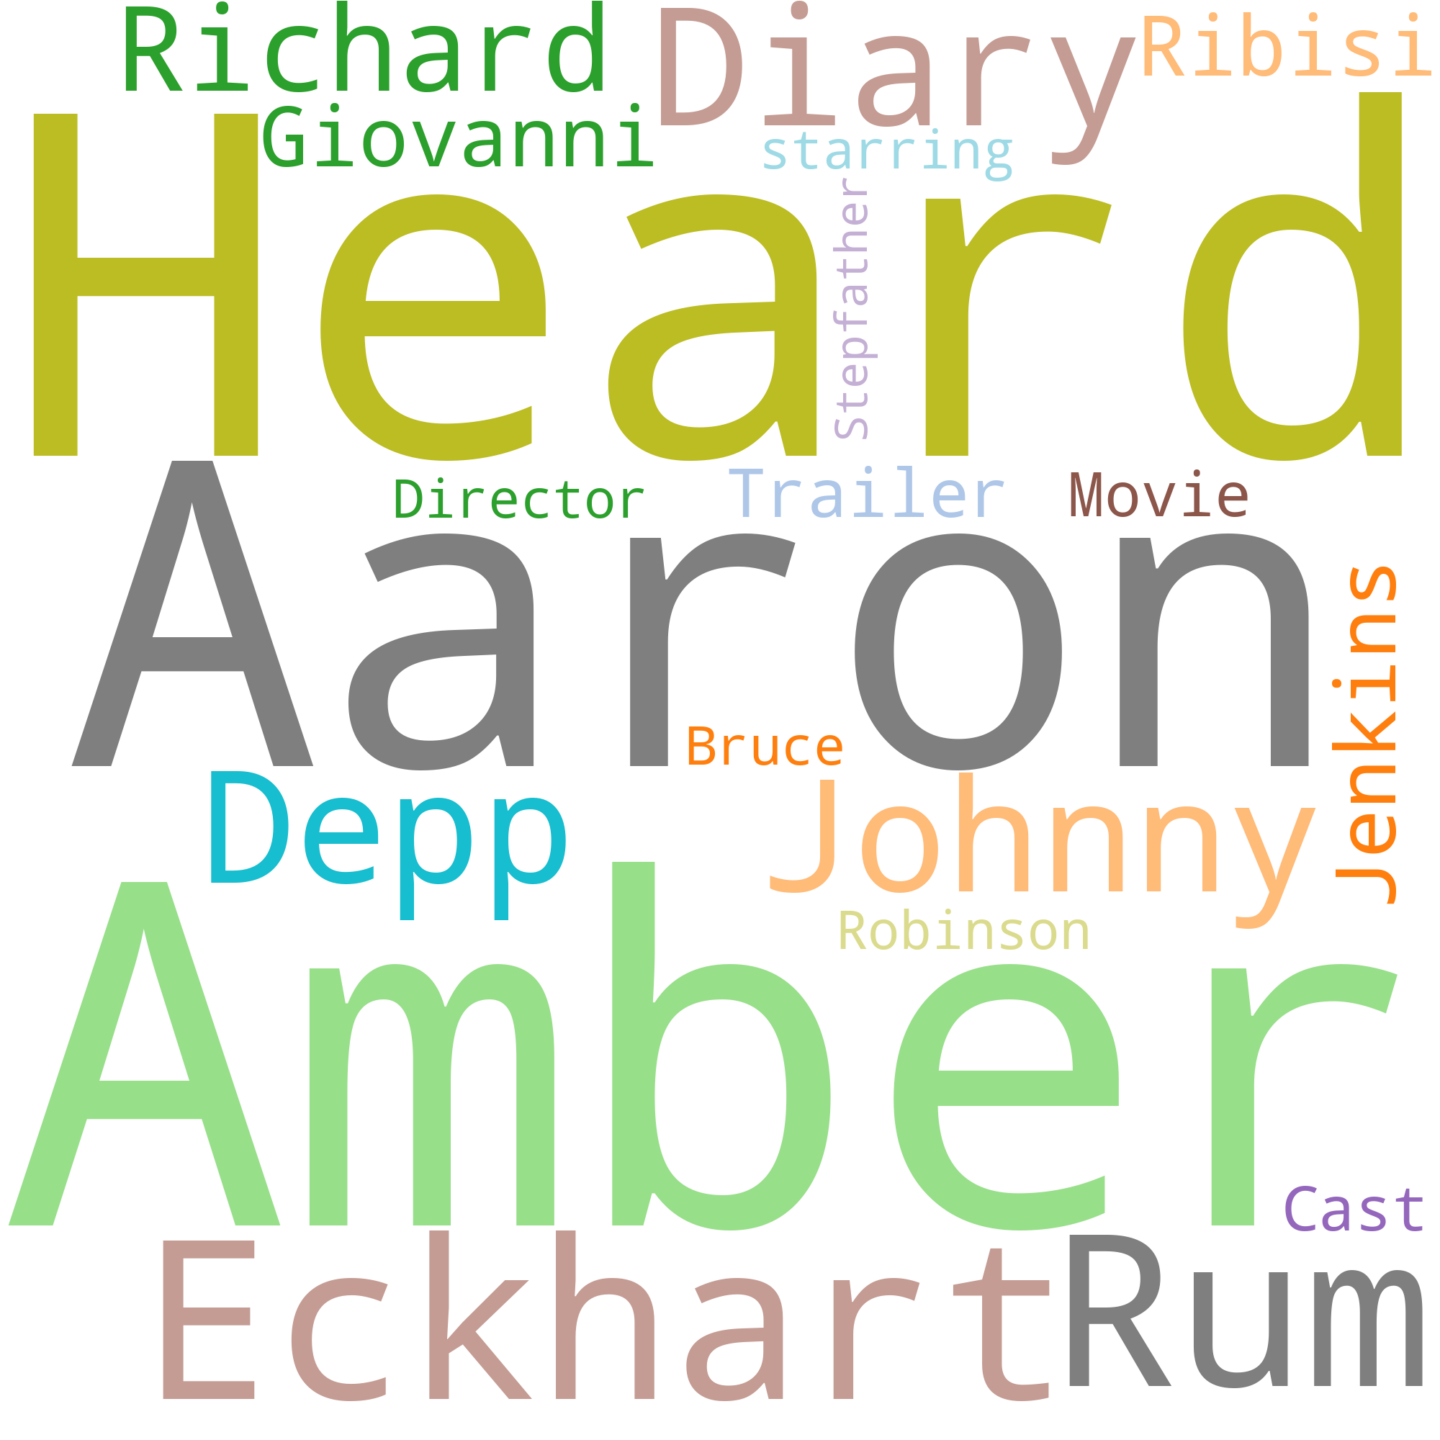 Richard Diary Ribisi
Giovanni starring
Heard
Stepfather
Director Trailer Movie
Aaron
Jenkins
Bruce
Depp Johnny
Robinson
Amber
Cast
Eckhart Rum